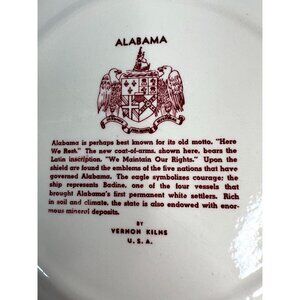 ALABAMA
Alabama is perhaps best known for its old motto, "Here
We Rest." The new coat-of-arms, shown here, bears the
Latin inscription, "We Maintain Our Rights." Upon the
shield are found the emblems of the five nations that have
governed Alabama. The eagle symbolizes courage; the
ship represents Badine, one of the four vessels that
brought Alabama's first permanent white settlers. Rich
in soil and climate, the state is also endowed with enor-
mous mineral deposits.
BY
VERNON KILNS
U.S.A.